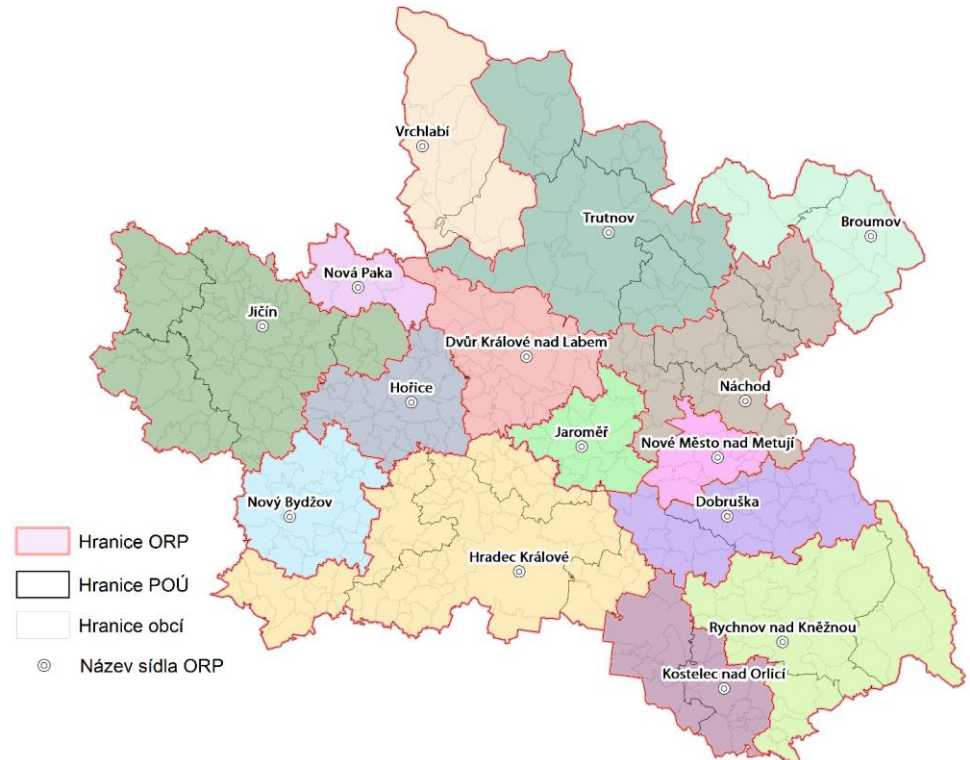 Vrchlabí
Trutnov
Broumov
Nová Paka
Jičín
Dvůr Králové nad Labem
Hořice
Náchod
Jaroměř
Nové Město nad Metují
Nový Bydžov
Dobruška
Hradec Králové
Rychnov nad Kněžnou
Kostelec nad Orlicí
Hranice ORP
Hranice POÚ
Hranice obcí
Název sídla ORP